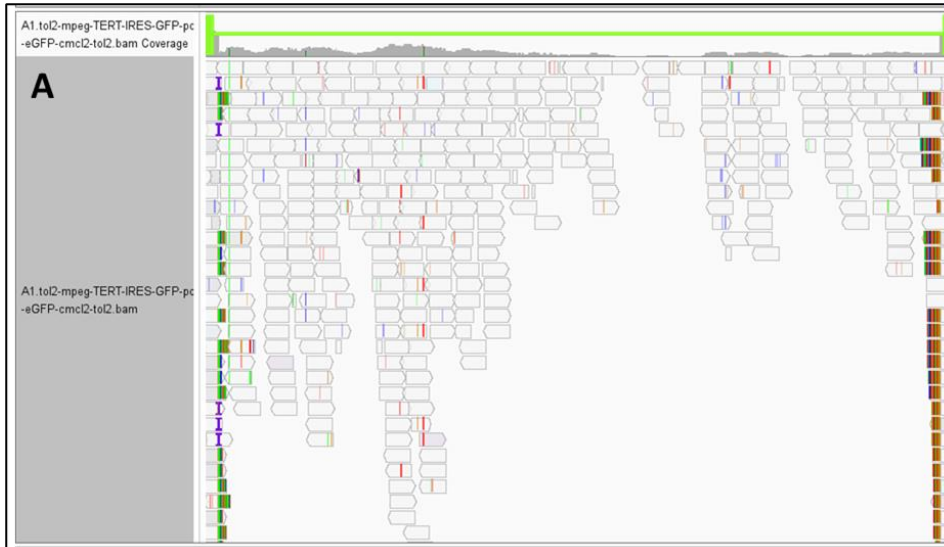 A1.tol2-mpeg-TERT-IRES-GFP-pc
-eGFP-cmcl2-tol2.bam Coverage
A
A1.tol2-mpeg-TERT-IRES-GFP-pc
-eGFP-cmcl2-tol2.bam